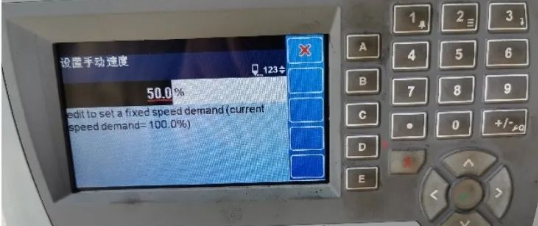 设置手动速度
123
50.0 %
edit to set a fixed speed demand (current
speed demand= 100.0%)
A
B
C
D
E
1 2 3
4 5 6
7 8 9
• 0 +/-